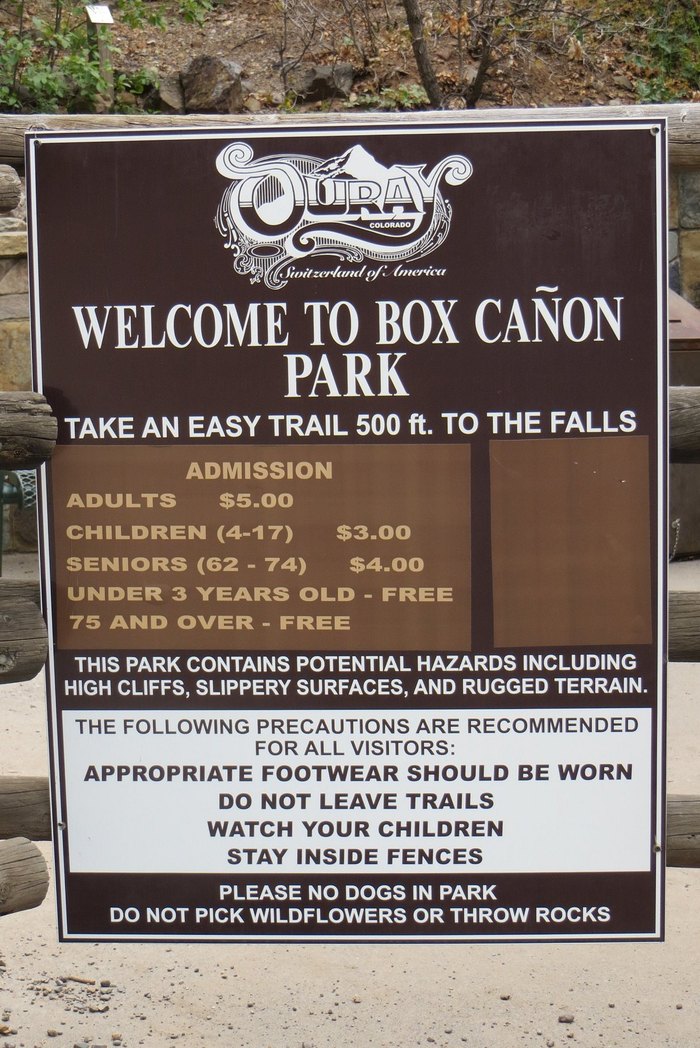 OURAY
COLORADO
Switzerland of America
WELCOME TO BOX CAÑON
PARK
TAKE AN EASY TRAIL 500 ft. TO THE FALLS
ADMISSION
ADULTS $5.00
CHILDREN (4-17) $3.00
SENIORS (62 - 74) $4.00
UNDER 3 YEARS OLD - FREE
75 AND OVER - FREE
THIS PARK CONTAINS POTENTIAL HAZARDS INCLUDING
HIGH CLIFFS, SLIPPERY SURFACES, AND RUGGED TERRAIN.
THE FOLLOWING PRECAUTIONS ARE RECOMMENDED
FOR ALL VISITORS:
APPROPRIATE FOOTWEAR SHOULD BE WORN
DO NOT LEAVE TRAILS
WATCH YOUR CHILDREN
STAY INSIDE FENCES
PLEASE NO DOGS IN PARK
DO NOT PICK WILDFLOWERS OR THROW ROCKS